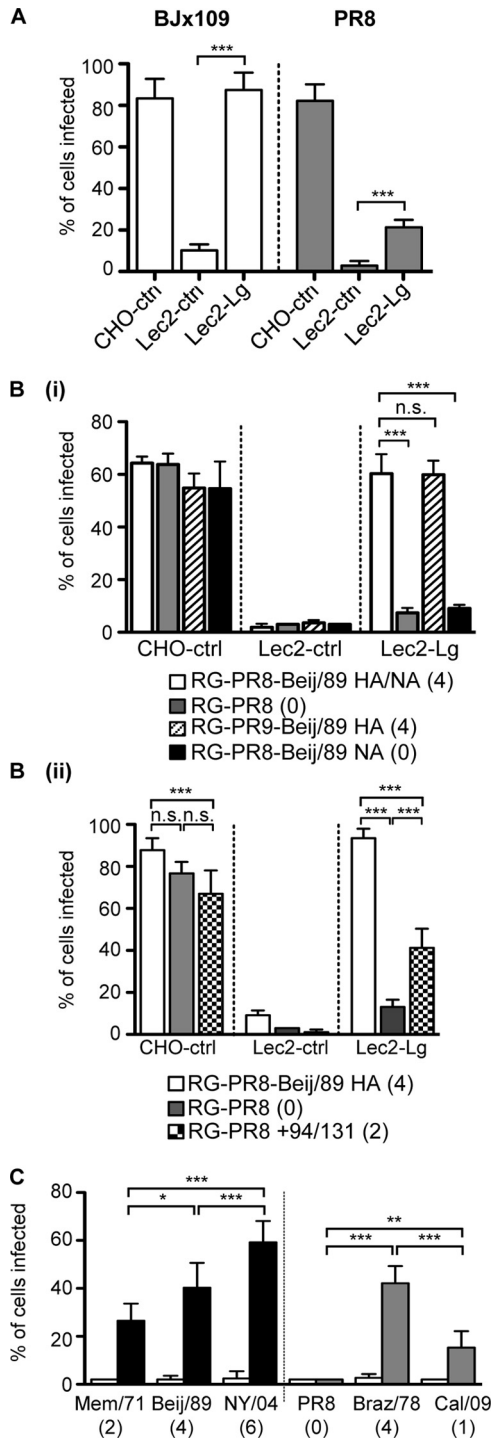 A
BJx109 PR8
% of cells infected
100
80
60
40
20
0
*** ***
CHO-ctn Lec2-ctn Lec2-Lg CHO-ctn Lec2-ctn Lec2-Lg
B (i)
% of cells infected
80
60
40
20
0
***
n.s.
***
CHO-ctrl Lec2-ctrl Lec2-Lg
RG-PR8-Beij/89 HA/NA (4)
RG-PR8 (0)
RG-PR9-Beij/89 HA (4)
RG-PR8-Beij/89 NA (0)
B (ii)
% of cells infected
100
80
60
40
20
0
*** ***
n.s. n.s. *** ***
CHO-ctrl Lec2-ctrl Lec2-Lg
RG-PR8-Beij/89 HA (4)
RG-PR8 (0)
RG-PR8 +94/131 (2)
C
% of cells infected
80
60
40
20
0
*** **
* *** *** ***
Mem/71 Beij/89 NY/04 PR8 Braz/78 Cal/09
(2) (4) (6) (0) (4) (1)